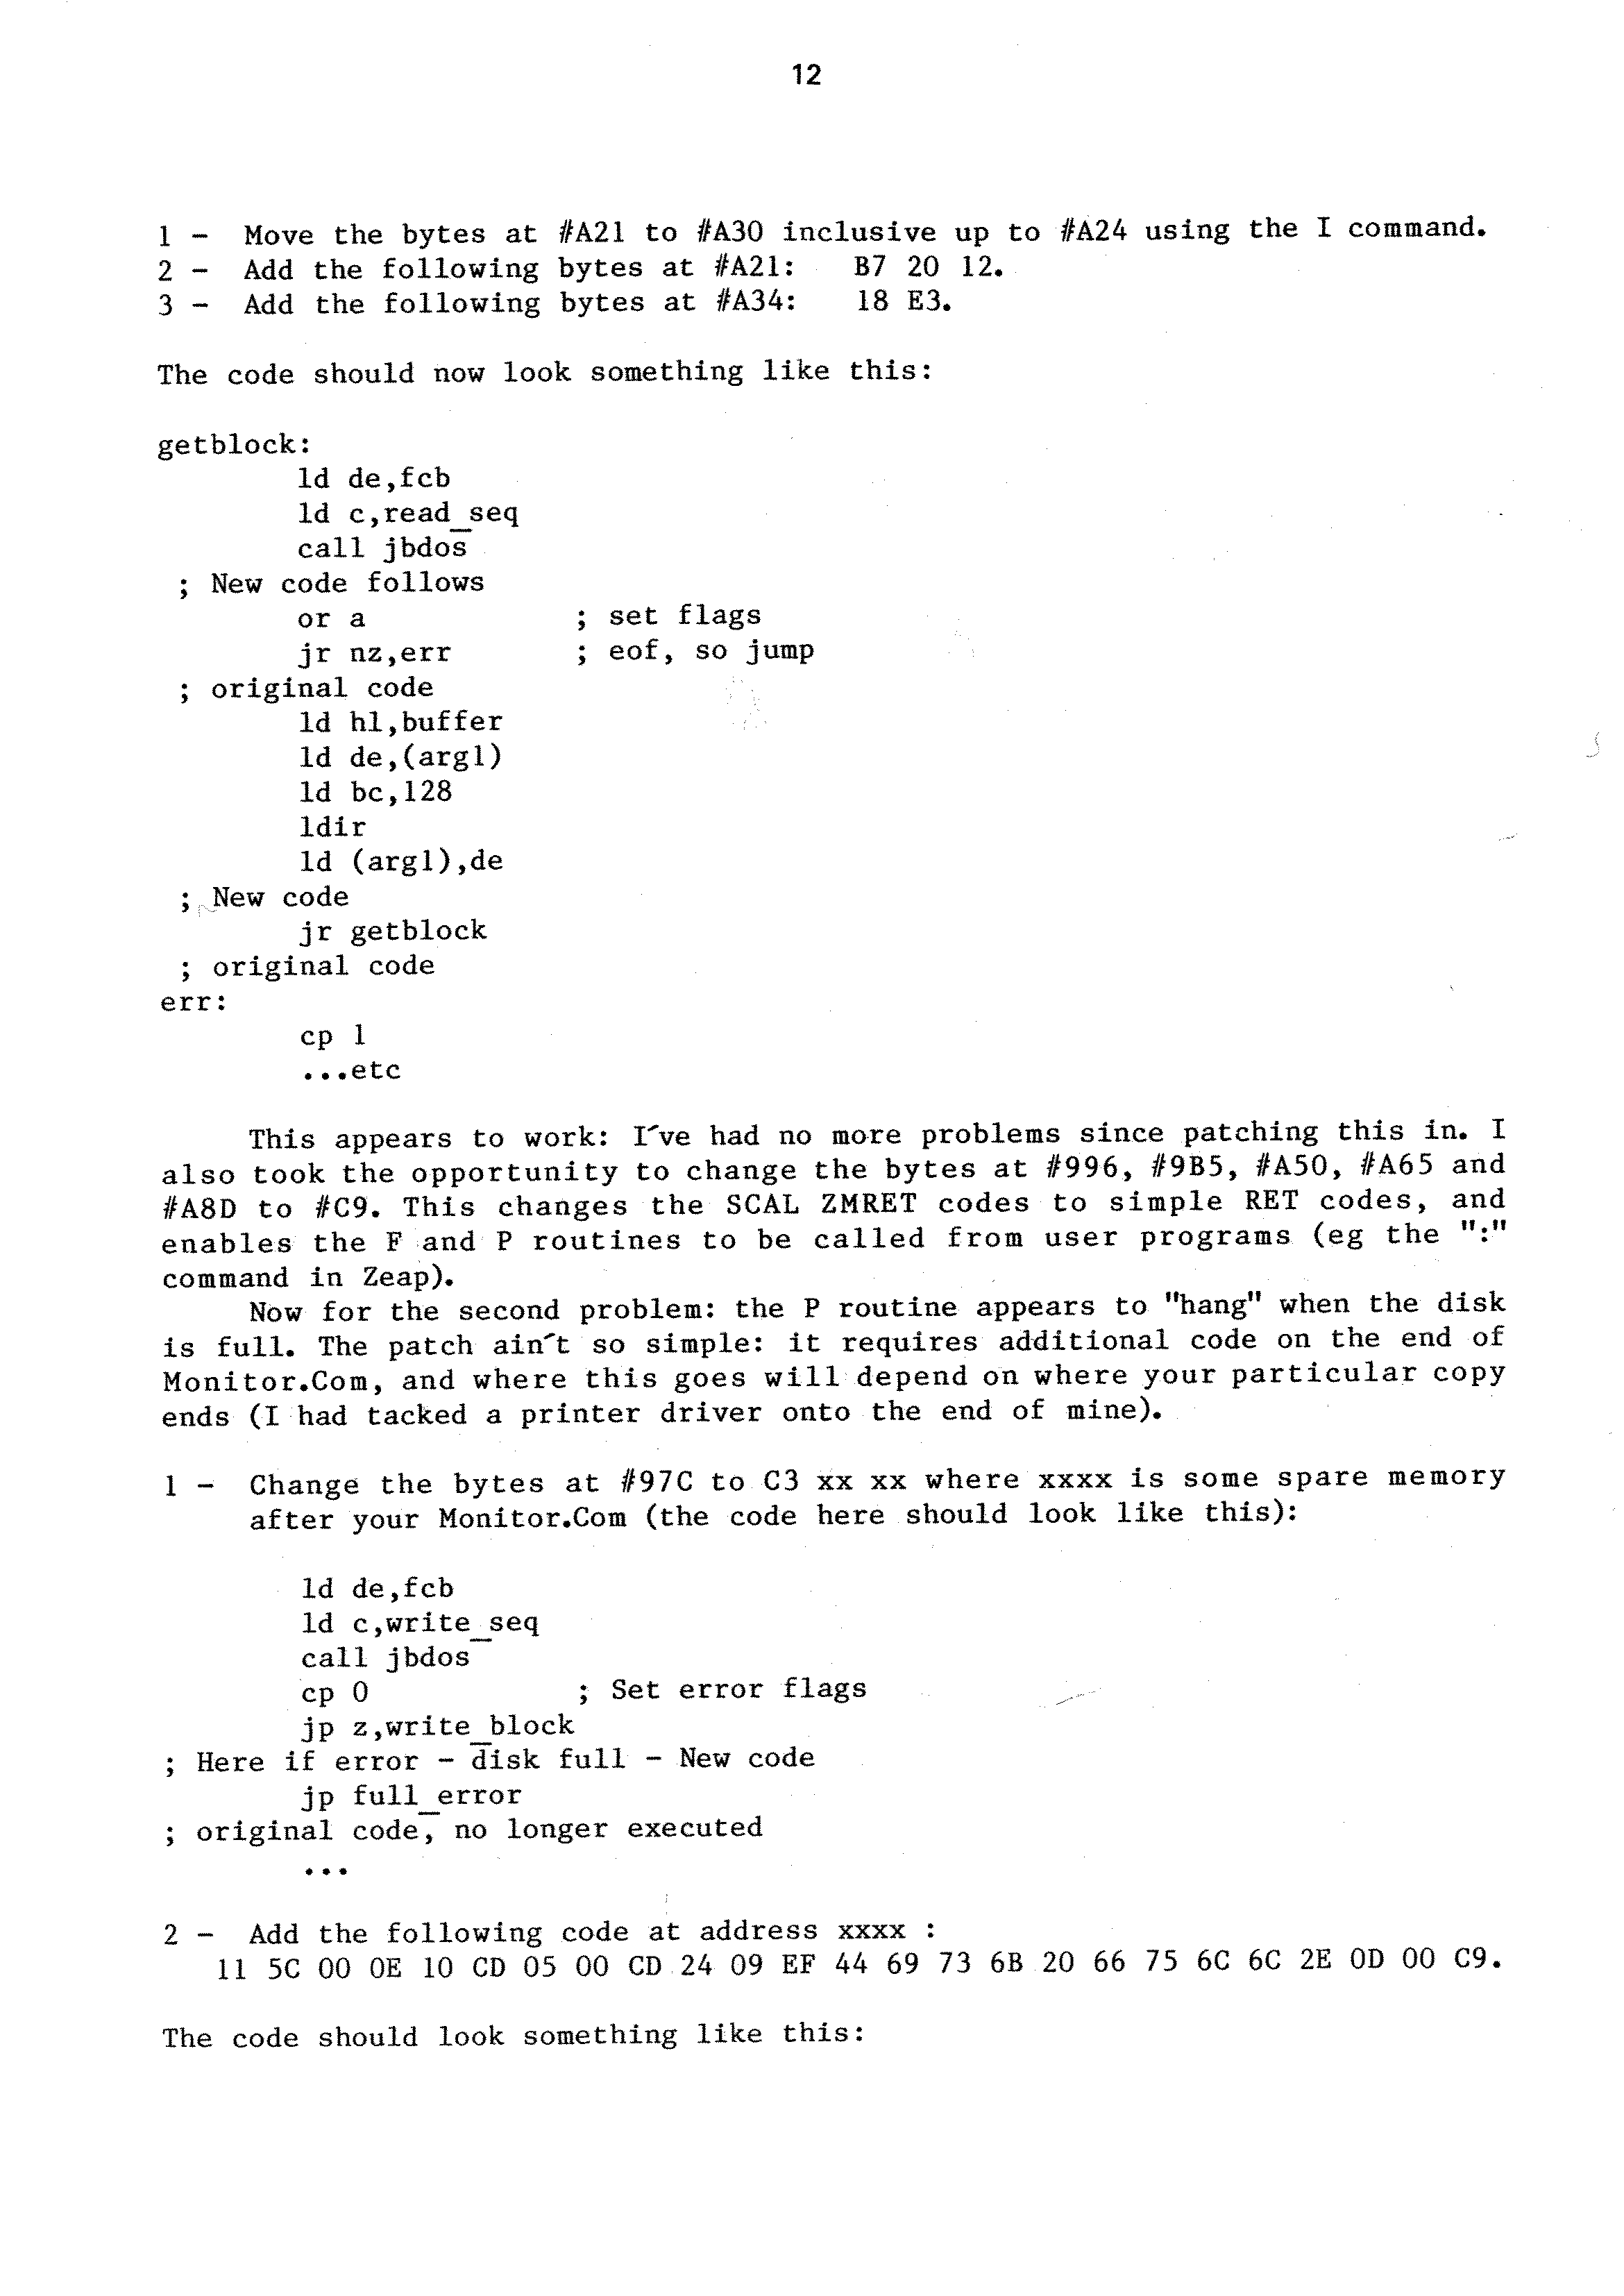 12
1 - Move the bytes at #A21 to #A30 inclusive up to #A24 using the I command.
2 - Add the following bytes at #A21: B7 20 12.
3 - Add the following bytes at #A34: 18 E3.
The code should now look something like this:
getblock:
ld de,fcb
ld c,read_seq
call jbdos
; New code follows
or a ; set flags
jr nz,err ; eof, so jump
; original code
ld hl,buffer
ld de,(arg1)
ld bc,128
ldir
ld (arg1),de
; New code
jr getblock
; original code
err:
cp 1
...etc
This appears to work: I´ve had no more problems since patching this in. I
also took the opportunity to change the bytes at #996, #9B5, #A50, #A65 and
#A8D to #C9. This changes the SCAL ZMRET codes to simple RET codes, and
enables the F and P routines to be called from user programs (eg the ":"
command in Zeap).
Now for the second problem: the P routine appears to "hang" when the disk
is full. The patch ain´t so simple: it requires additional code on the end of
Monitor.Com, and where this goes will depend on where your particular copy
ends (I had tacked a printer driver onto the end of mine).
1 - Change the bytes at #97C to C3 xx xx where xxxx is some spare memory
after your Monitor.Com (the code here should look like this):
ld de,fcb
ld c,write_seq
call jbdos
cp 0 ; Set error flags
jp z,write_block
; Here if error - disk full - New code
jp full_error
; original code, no longer executed
...
2 - Add the following code at address xxxx :
11 5C 00 0E 10 CD 05 00 CD 24 09 EF 44 69 73 6B 20 66 75 6C 6C 2E 0D 00 C9.
The code should look something like this: